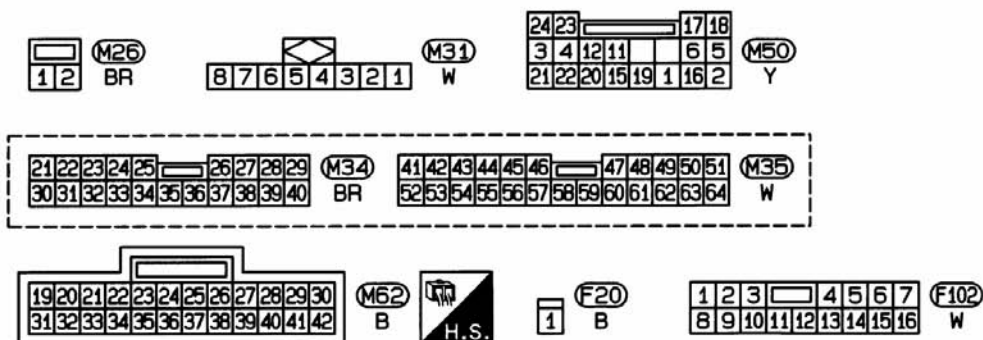 24 23 17 18
M26 M31 3 4 12 11 6 5 M50
1 2 BR 8 7 6 5 4 3 2 1 W 21 22 20 15 19 1 16 2 Y
21 22 23 24 25 26 27 28 29 M34 41 42 43 44 45 46 47 48 49 50 51 M35
30 31 32 33 34 35 36 37 38 39 40 BR 52 53 54 55 56 57 58 59 60 61 62 63 64 W
19 20 21 22 23 24 25 26 27 28 29 30 M62 F20 1 2 3 4 5 6 7 F102
31 32 33 34 35 36 37 38 39 40 41 42 B H.S. 1 B 8 9 10 11 12 13 14 15 16 W